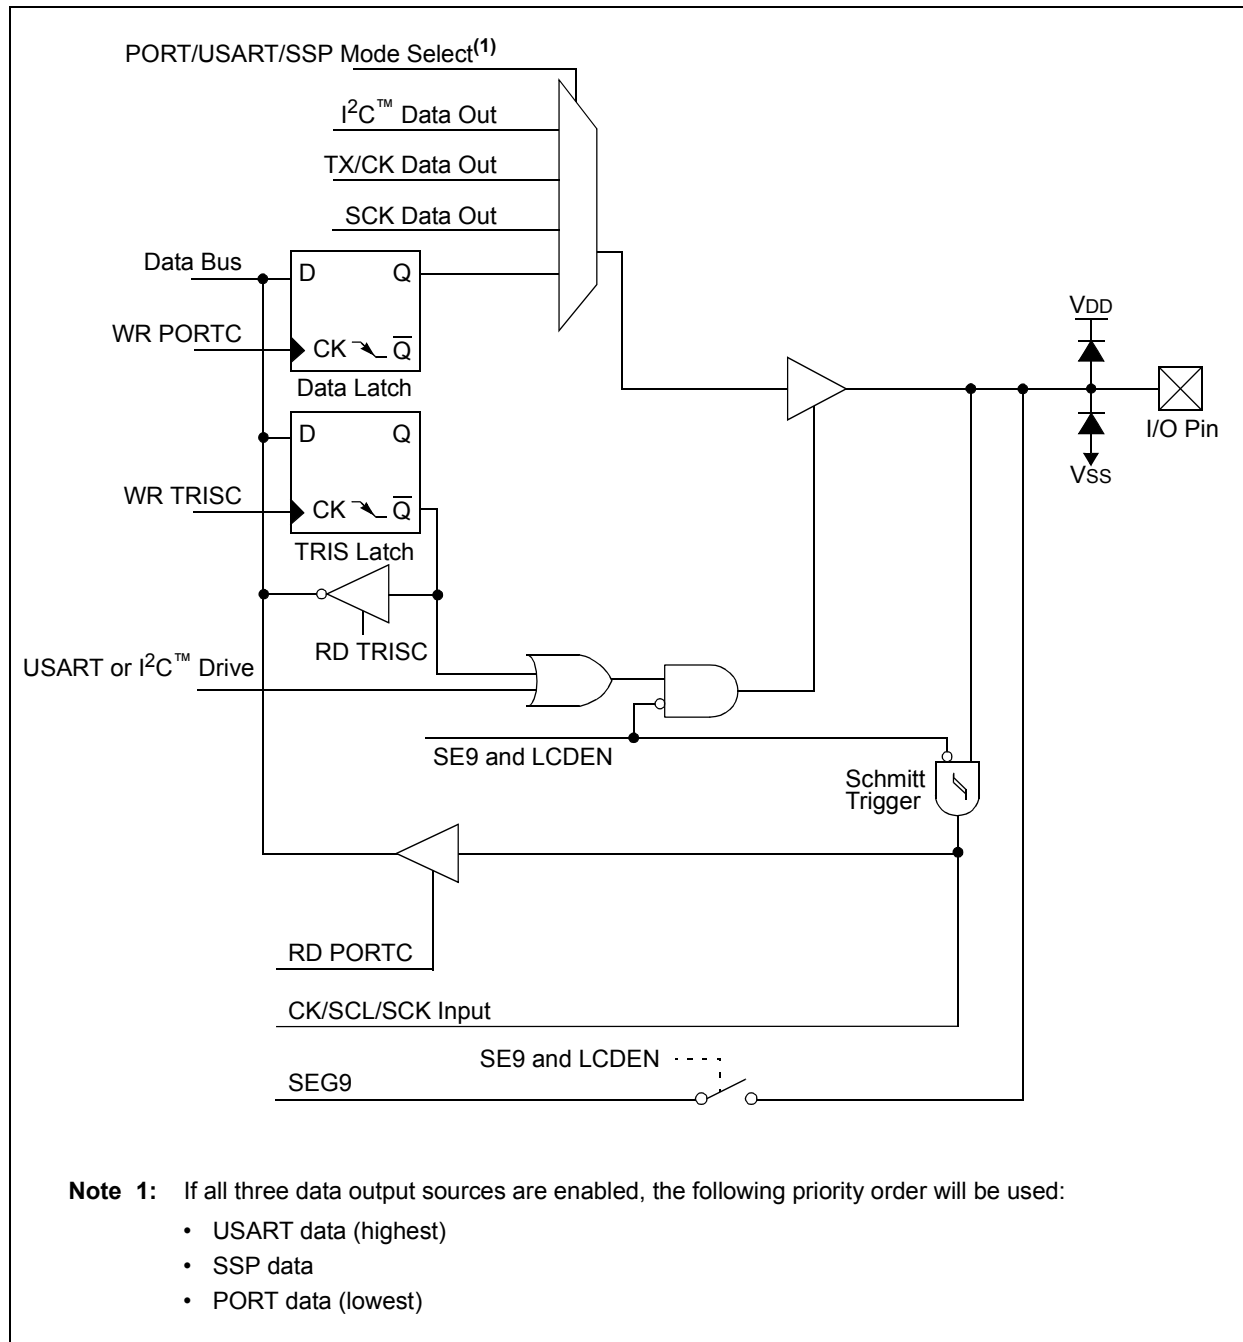 PORT/USART/SSP Mode Select(1)
I2C™ Data Out
TX/CK Data Out
SCK Data Out
Data Bus
D Q
WR PORTC
CK Q
Data Latch
VDD
I/O Pin
VSS
D Q
WR TRISC
CK Q
TRIS Latch
RD TRISC
USART or I2C™ Drive
SE9 and LCDEN
Schmitt
Trigger
RD PORTC
CK/SCL/SCK Input
SE9 and LCDEN
SEG9
Note 1: If all three data output sources are enabled, the following priority order will be used:
• USART data (highest)
• SSP data
• PORT data (lowest)